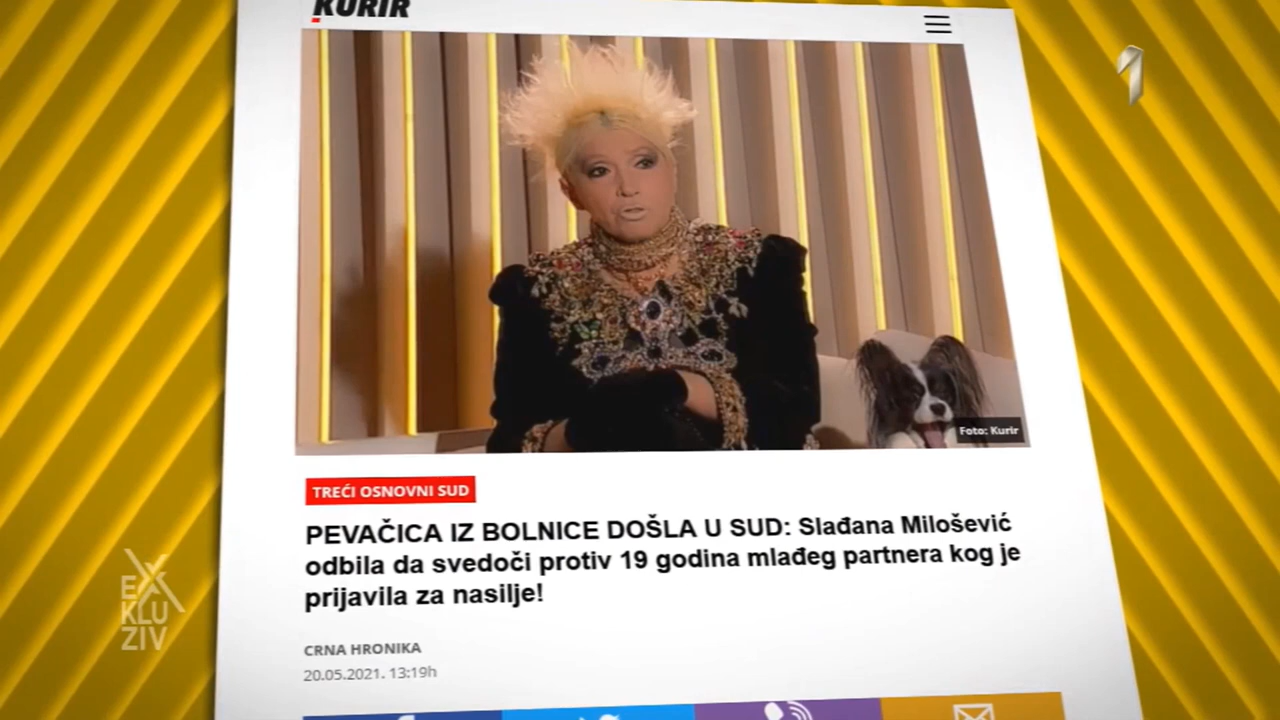 KURIR
1
Foto: Kurir
TREĆI OSNOVNI SUD
PEVAČICA IZ BOLNICE DOŠLA U SUD: Slađana Milošević
odbila da svedoči protiv 19 godina mlađeg partnera kog je
prijavila za nasilje!
CRNA HRONIKA
20.05.2021. 13:19h
EX
KLU
ZIV